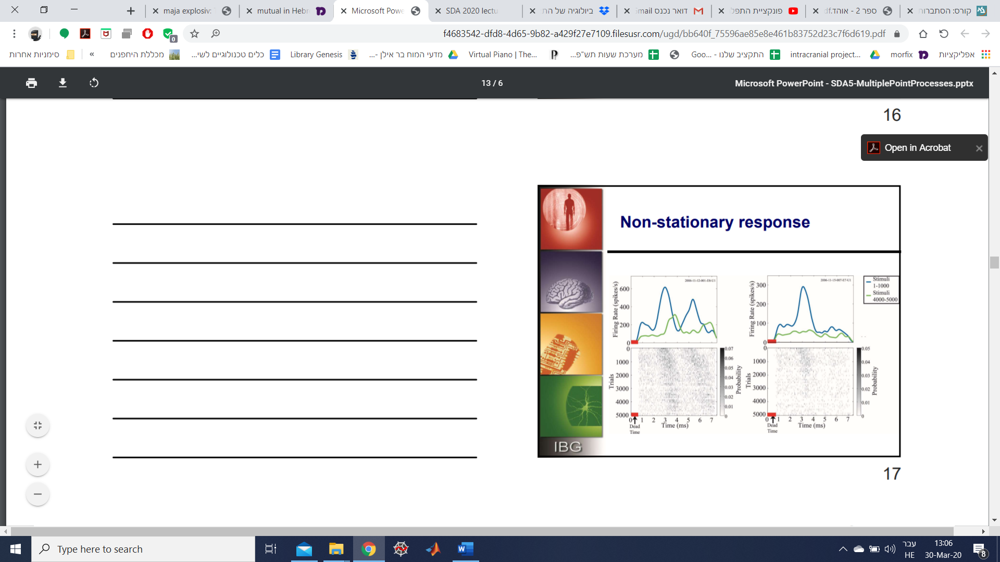 maja explosiv: T
mutual in Hebr
Microsoft Powe
SDA 2020 lectu
ביולוגיה של הת
דואר נכנס
פונקציית התפל
ספר 2 - אוהד.
קורס: הסתברות
f4683542-dfd8-4d65-9b82-a429f27e7109.filesusr.com/ugd/bb640f_75596ae85e8e461b83752d23c7f6d619.pdf
0
אפליקציות
morfix
intracranial project...
התקציב שלנו - Goo...
מערכת שעות תש"פ...
Virtual Piano | The...
מדעי המוח בר אילן -...
Library Genesis
כלים טכנולוגיים לשי...
מכללת היחפנים
«
סימניות אחרות
13 / 6
Microsoft PowerPoint - SDA5-MultiplePointProcesses.pptx
16
Open in Acrobat
Non-stationary response
2006-11-12-001-E8-U1
Firing Rate (spikes/s)
600
400
200
0
2006-11-15-007-E7-U1
Firing Rate (spikes/s)
300
200
100
0
Stimuli
1-1000
Stimuli
4000-5000
Trials
0
1000
2000
3000
4000
5000
0 1 2 3 4 5 6 7
Dead
Time
Time (ms)
0.07
0.06
0.05
0.04
0.03
0.02
0.01
0
Probability
Trials
0
1000
2000
3000
4000
5000
0 1 2 3 4 5 6 7
Dead
Time
Time (ms)
0.05
0.04
0.03
0.02
0.01
0
Probability
IBG
17
Type here to search
עבר
HE
13:06
30-Mar-20
8